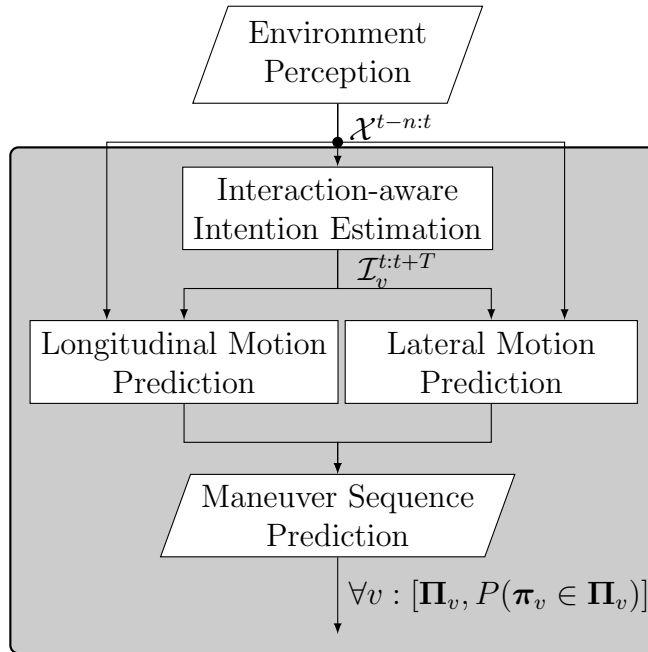 Environment
Perception
𝒳^{t−n:t}
Interaction-aware
Intention Estimation
ℐ_v^{t:t+T}
Longitudinal Motion
Prediction
Lateral Motion
Prediction
Maneuver Sequence
Prediction
∀v : [𝚷_v, P(𝝅_v ∈ 𝚷_v)]